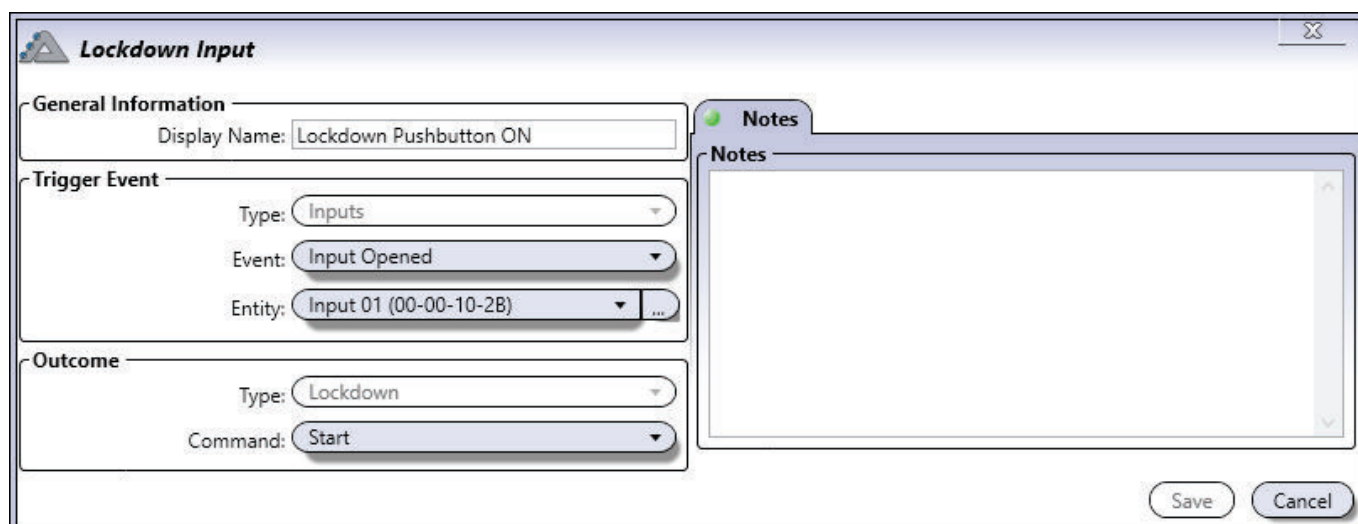 Lockdown Input
General Information
Display Name: Lockdown Pushbutton ON
Trigger Event
Type: Inputs
Event: Input Opened
Entity: Input 01 (00-00-10-2B) ...
Outcome
Type: Lockdown
Command: Start
Notes
Notes
Save Cancel